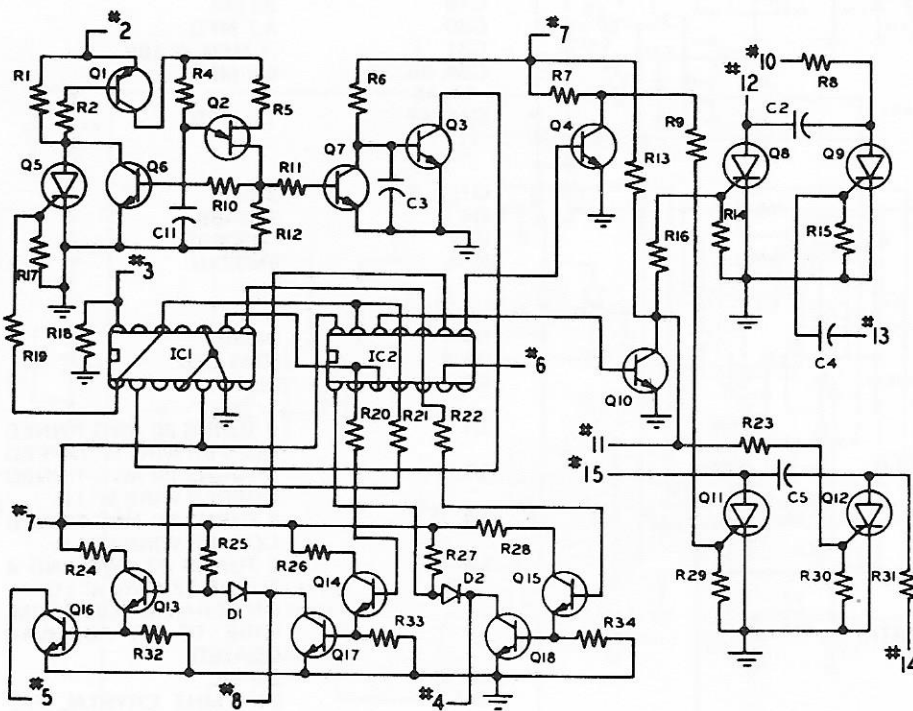 #2 #7 #10
R1 Q1 R4 R6 R7 #12 R8
R2 Q2 R5 Q3 Q4 R9 C2
Q5 Q6 Q7 R13 Q8 Q9
R11
R10 C3 R14 R15
C11 R12 R16
R17 #3
R18 IC1 IC2 #13
R19 #6 C4
Q10
R20 R21 R22
#11 R23
#15
Q11 C5 Q12
#7
R25 R27 R28
R24 R26 Q14 D2 Q15 R29 R30 R31
Q16 Q13 D1
R32 Q17 R33 Q18 R34
#5 #8 #4 #14